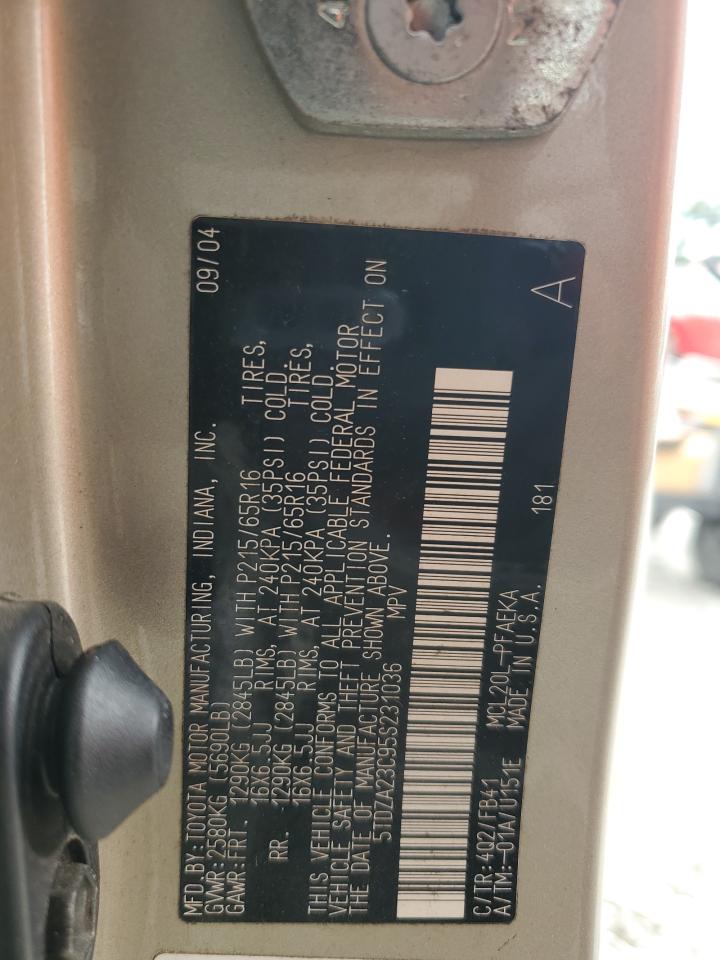 MFD.BY:TOYOTA MOTOR MANUFACTURING, INDIANA, INC. 09/04
GVWR:2580KG (5690LB)
GAWR:FRT. 1290KG (2845LB) WITH P215/65R16 TIRES,
16X6.5JJ RIMS, AT 240KPA (35PSI) COLD.
RR. 1290KG (2845LB) WITH P215/65R16 TIRES,
16X6.5JJ RIMS, AT 240KPA (35PSI) COLD.
THIS VEHICLE CONFORMS TO ALL APPLICABLE FEDERAL MOTOR
VEHICLE SAFETY AND THEFT PREVENTION STANDARDS IN EFFECT ON
THE DATE OF MANUFACTURE SHOWN ABOVE.
5TDZA23C95S231036 MPV
C/TR:4Q2/FB41 MCL20L-PFAEKA
A/TM:-01A/U151E MADE IN U.S.A. 181
A
4